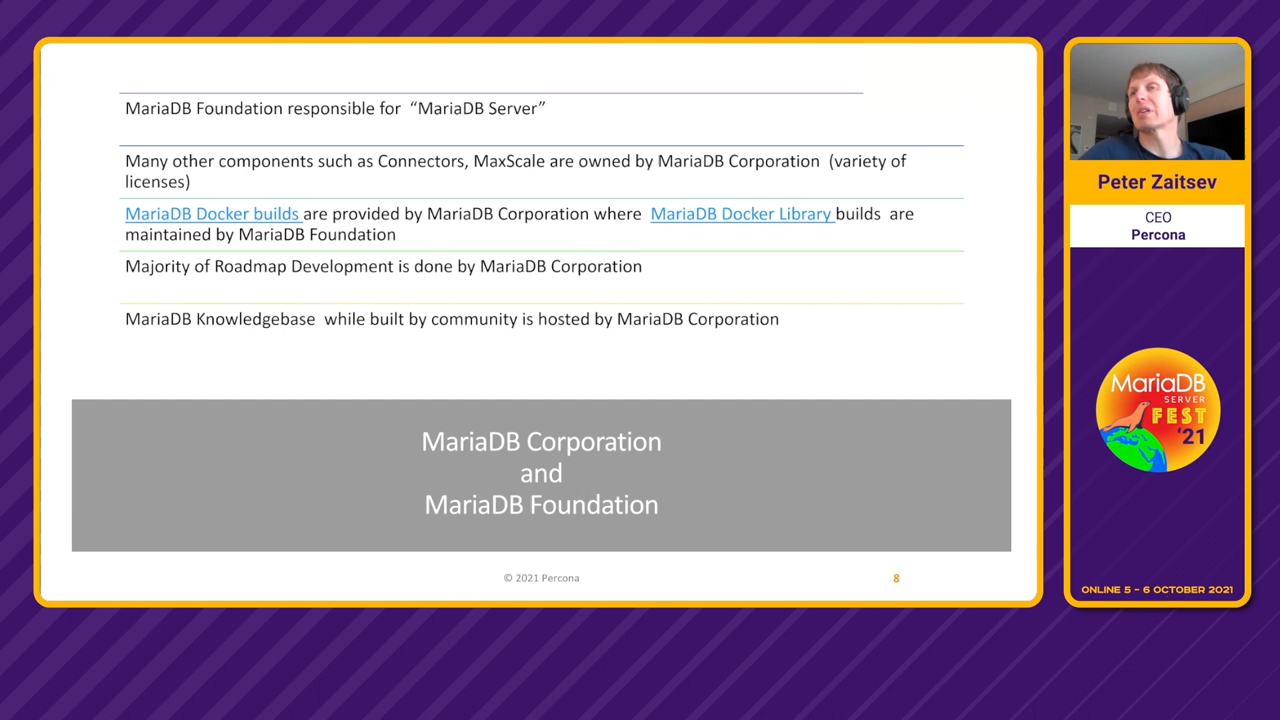 MariaDB Foundation responsible for “MariaDB Server”
Many other components such as Connectors, MaxScale are owned by MariaDB Corporation (variety of
licenses)
MariaDB Docker builds are provided by MariaDB Corporation where MariaDB Docker Library builds are
maintained by MariaDB Foundation
Majority of Roadmap Development is done by MariaDB Corporation
MariaDB Knowledgebase while built by community is hosted by MariaDB Corporation
MariaDB Corporation
and
MariaDB Foundation
© 2021 Percona
8
Peter Zaitsev
CEO
Percona
MariaDB
SERVER
FEST
'21
ONLINE 5 – 6 OCTOBER 2021